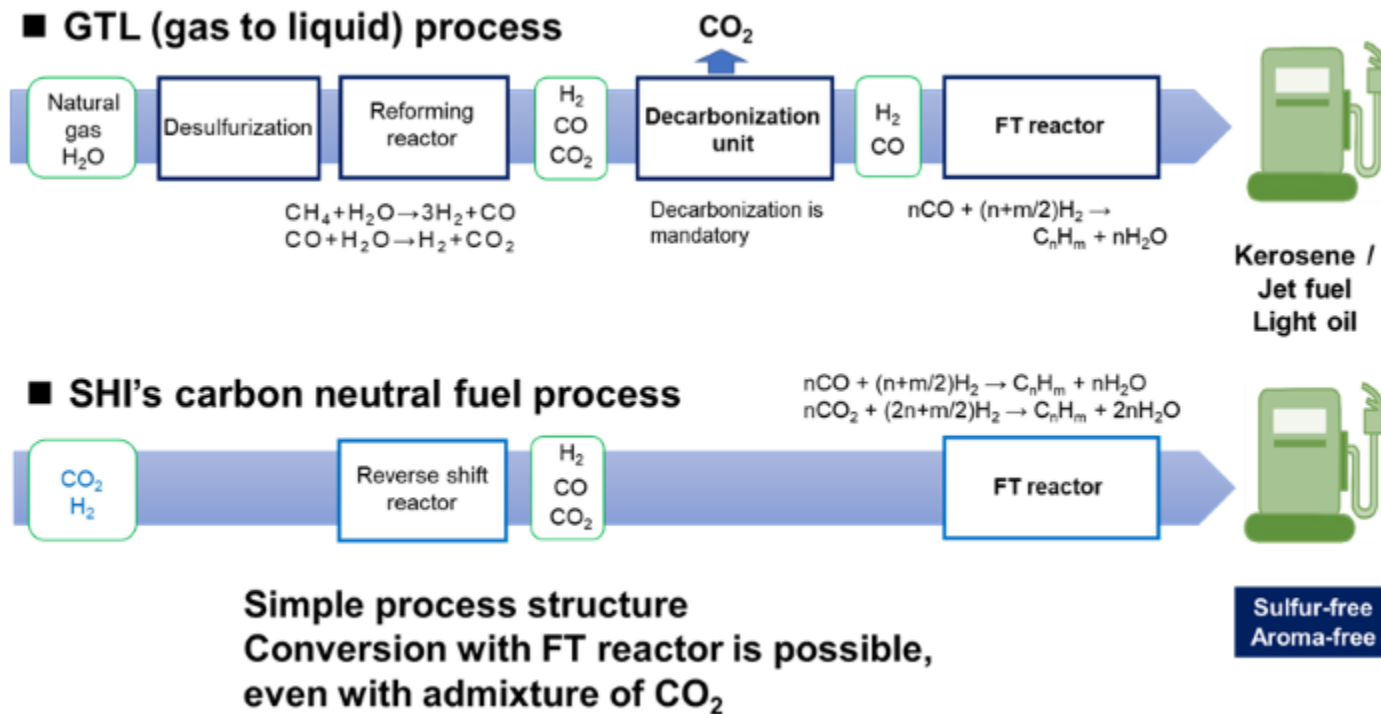 ■ GTL (gas to liquid) process
CO₂
Natural
gas
H₂O
Desulfurization
Reforming
reactor
H₂
CO
CO₂
Decarbonization
unit
H₂
CO
FT reactor
CH₄+H₂O→3H₂+CO
CO+H₂O→H₂+CO₂
Decarbonization is
mandatory
nCO + (n+m/2)H₂ →
CₙHₘ + nH₂O
Kerosene /
Jet fuel
Light oil
■ SHI's carbon neutral fuel process
nCO + (n+m/2)H₂ → CₙHₘ + nH₂O
nCO₂ + (2n+m/2)H₂ → CₙHₘ + 2nH₂O
CO₂
H₂
Reverse shift
reactor
H₂
CO
CO₂
FT reactor
Simple process structure
Conversion with FT reactor is possible,
even with admixture of CO₂
Sulfur-free
Aroma-free